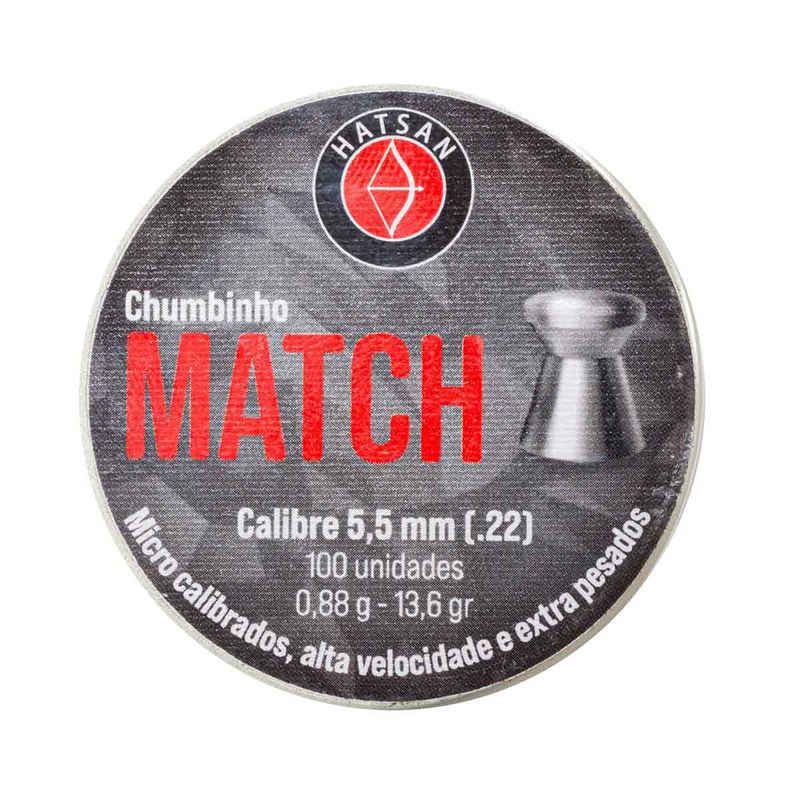 HATSAN
Chumbinho
MATCH
Calibre 5,5 mm (.22)
100 unidades
0,88 g - 13,6 gr
Micro calibrados, alta velocidade e extra pesados